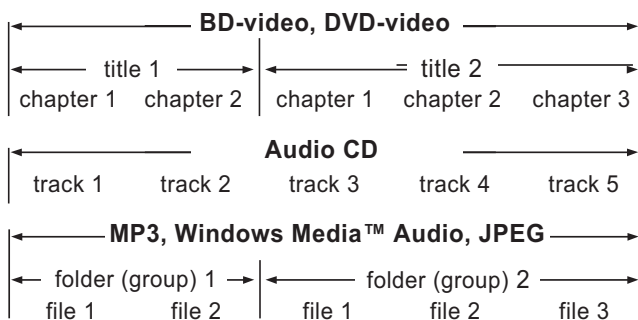 BD-video, DVD-video
title 1 title 2
chapter 1 chapter 2 chapter 1 chapter 2 chapter 3
Audio CD
track 1 track 2 track 3 track 4 track 5
MP3, Windows Media™ Audio, JPEG
folder (group) 1 folder (group) 2
file 1 file 2 file 1 file 2 file 3